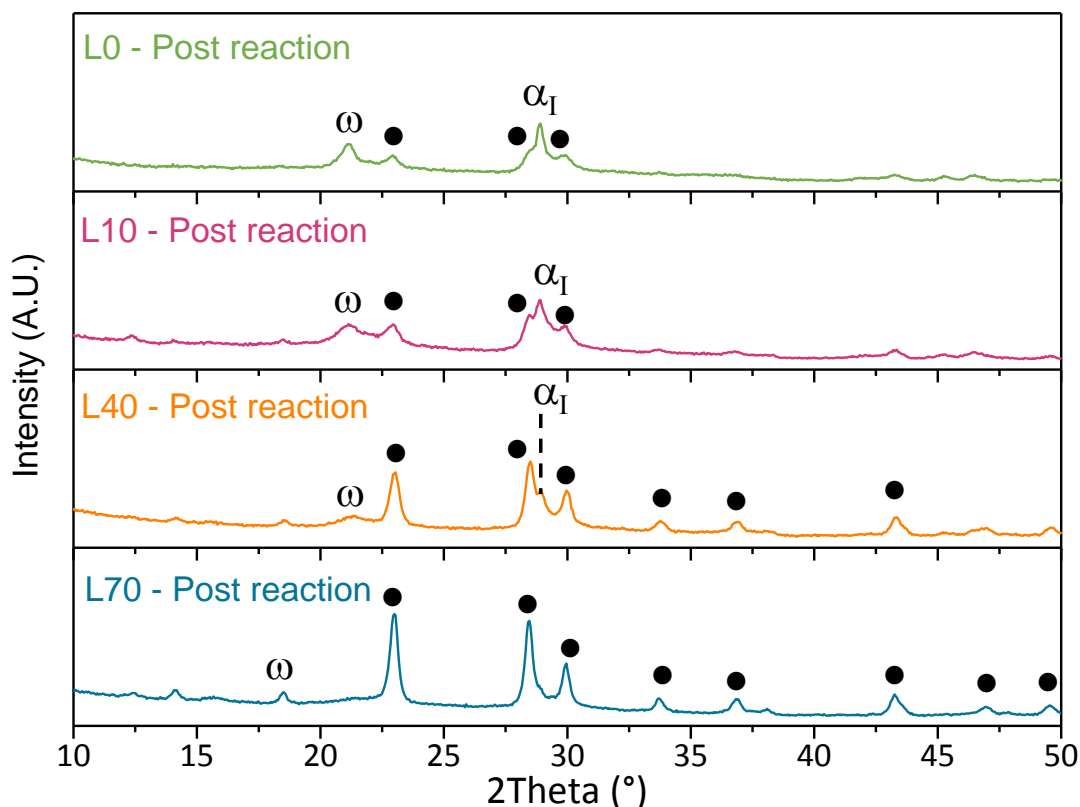 L0 - Post reaction
ω
α_I
L10 - Post reaction
ω
α_I
L40 - Post reaction
ω
α_I
L70 - Post reaction
ω
Intensity (A.U.)
10 15 20 25 30 35 40 45 50
2Theta (°)